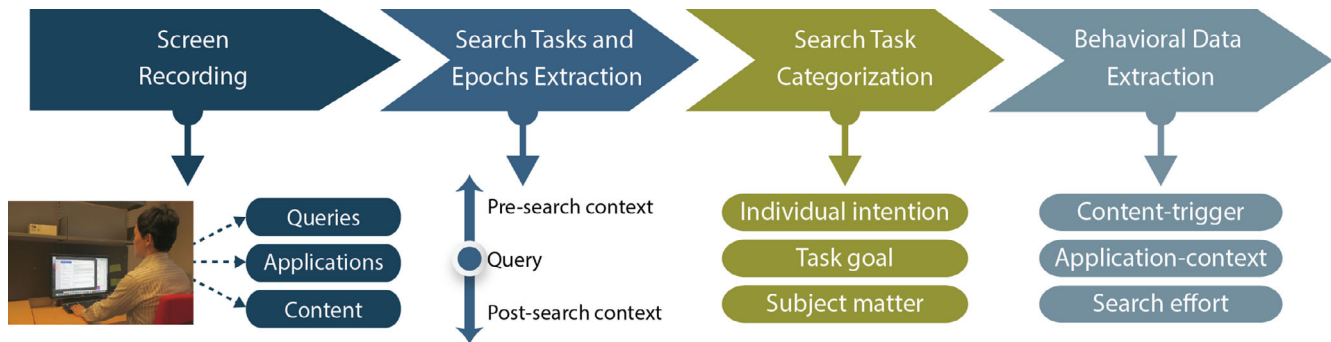 Screen
Recording
Search Tasks and
Epochs Extraction
Search Task
Categorization
Behavioral Data
Extraction
Queries
Applications
Content
Pre-search context
Query
Post-search context
Individual intention
Task goal
Subject matter
Content-trigger
Application-context
Search effort